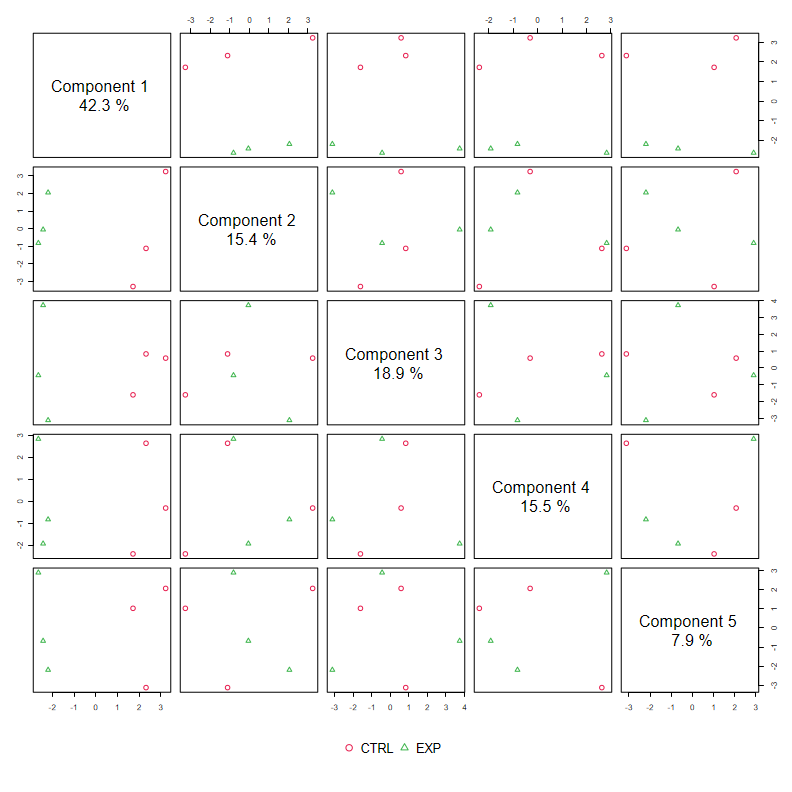 -3 -2 -1 0 1 2 3
-2 -1 0 1 2 3
Component 1
42.3 %
-2 -1 0 1 2 3
-3 -2 -1 0 1 2 3
Component 2
15.4 %
Component 3
18.9 %
-3 -2 -1 0 1 2 3 4
-2 -1 0 1 2 3
Component 4
15.5 %
Component 5
7.9 %
-3 -2 -1 0 1 2 3
-2 -1 0 1 2 3
-3 -2 -1 0 1 2 3 4
-3 -2 -1 0 1 2 3
CTRL EXP